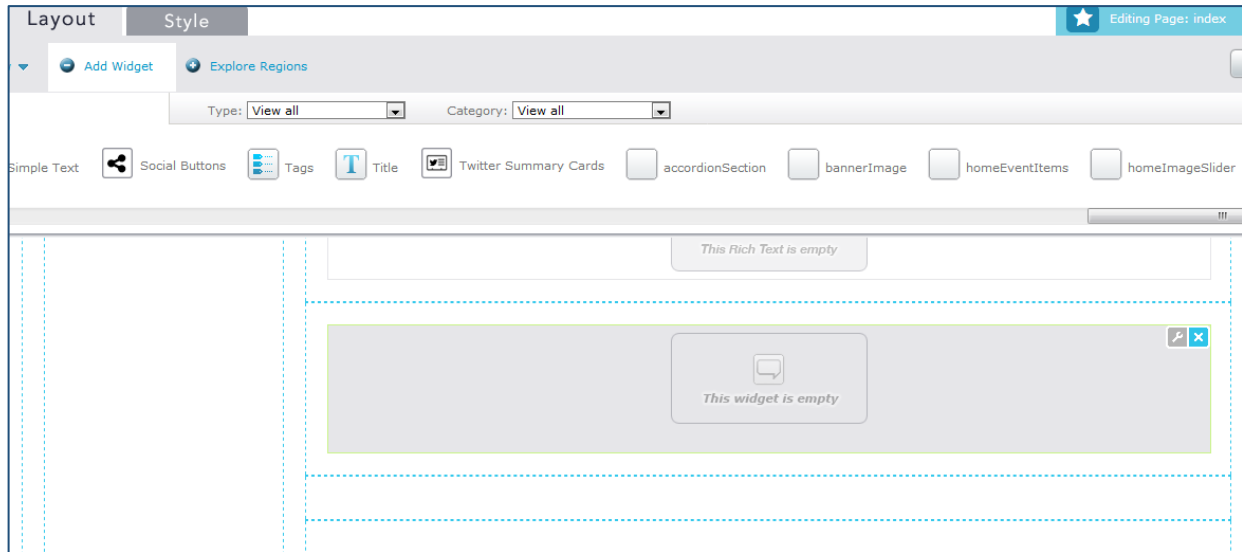 Layout Style Editing Page: index
Add Widget Explore Regions
Type: View all Category: View all
Simple Text Social Buttons Tags T Title Twitter Summary Cards accordionSection bannerImage homeEventItems homeImageSlider
This Rich Text is empty
This widget is empty